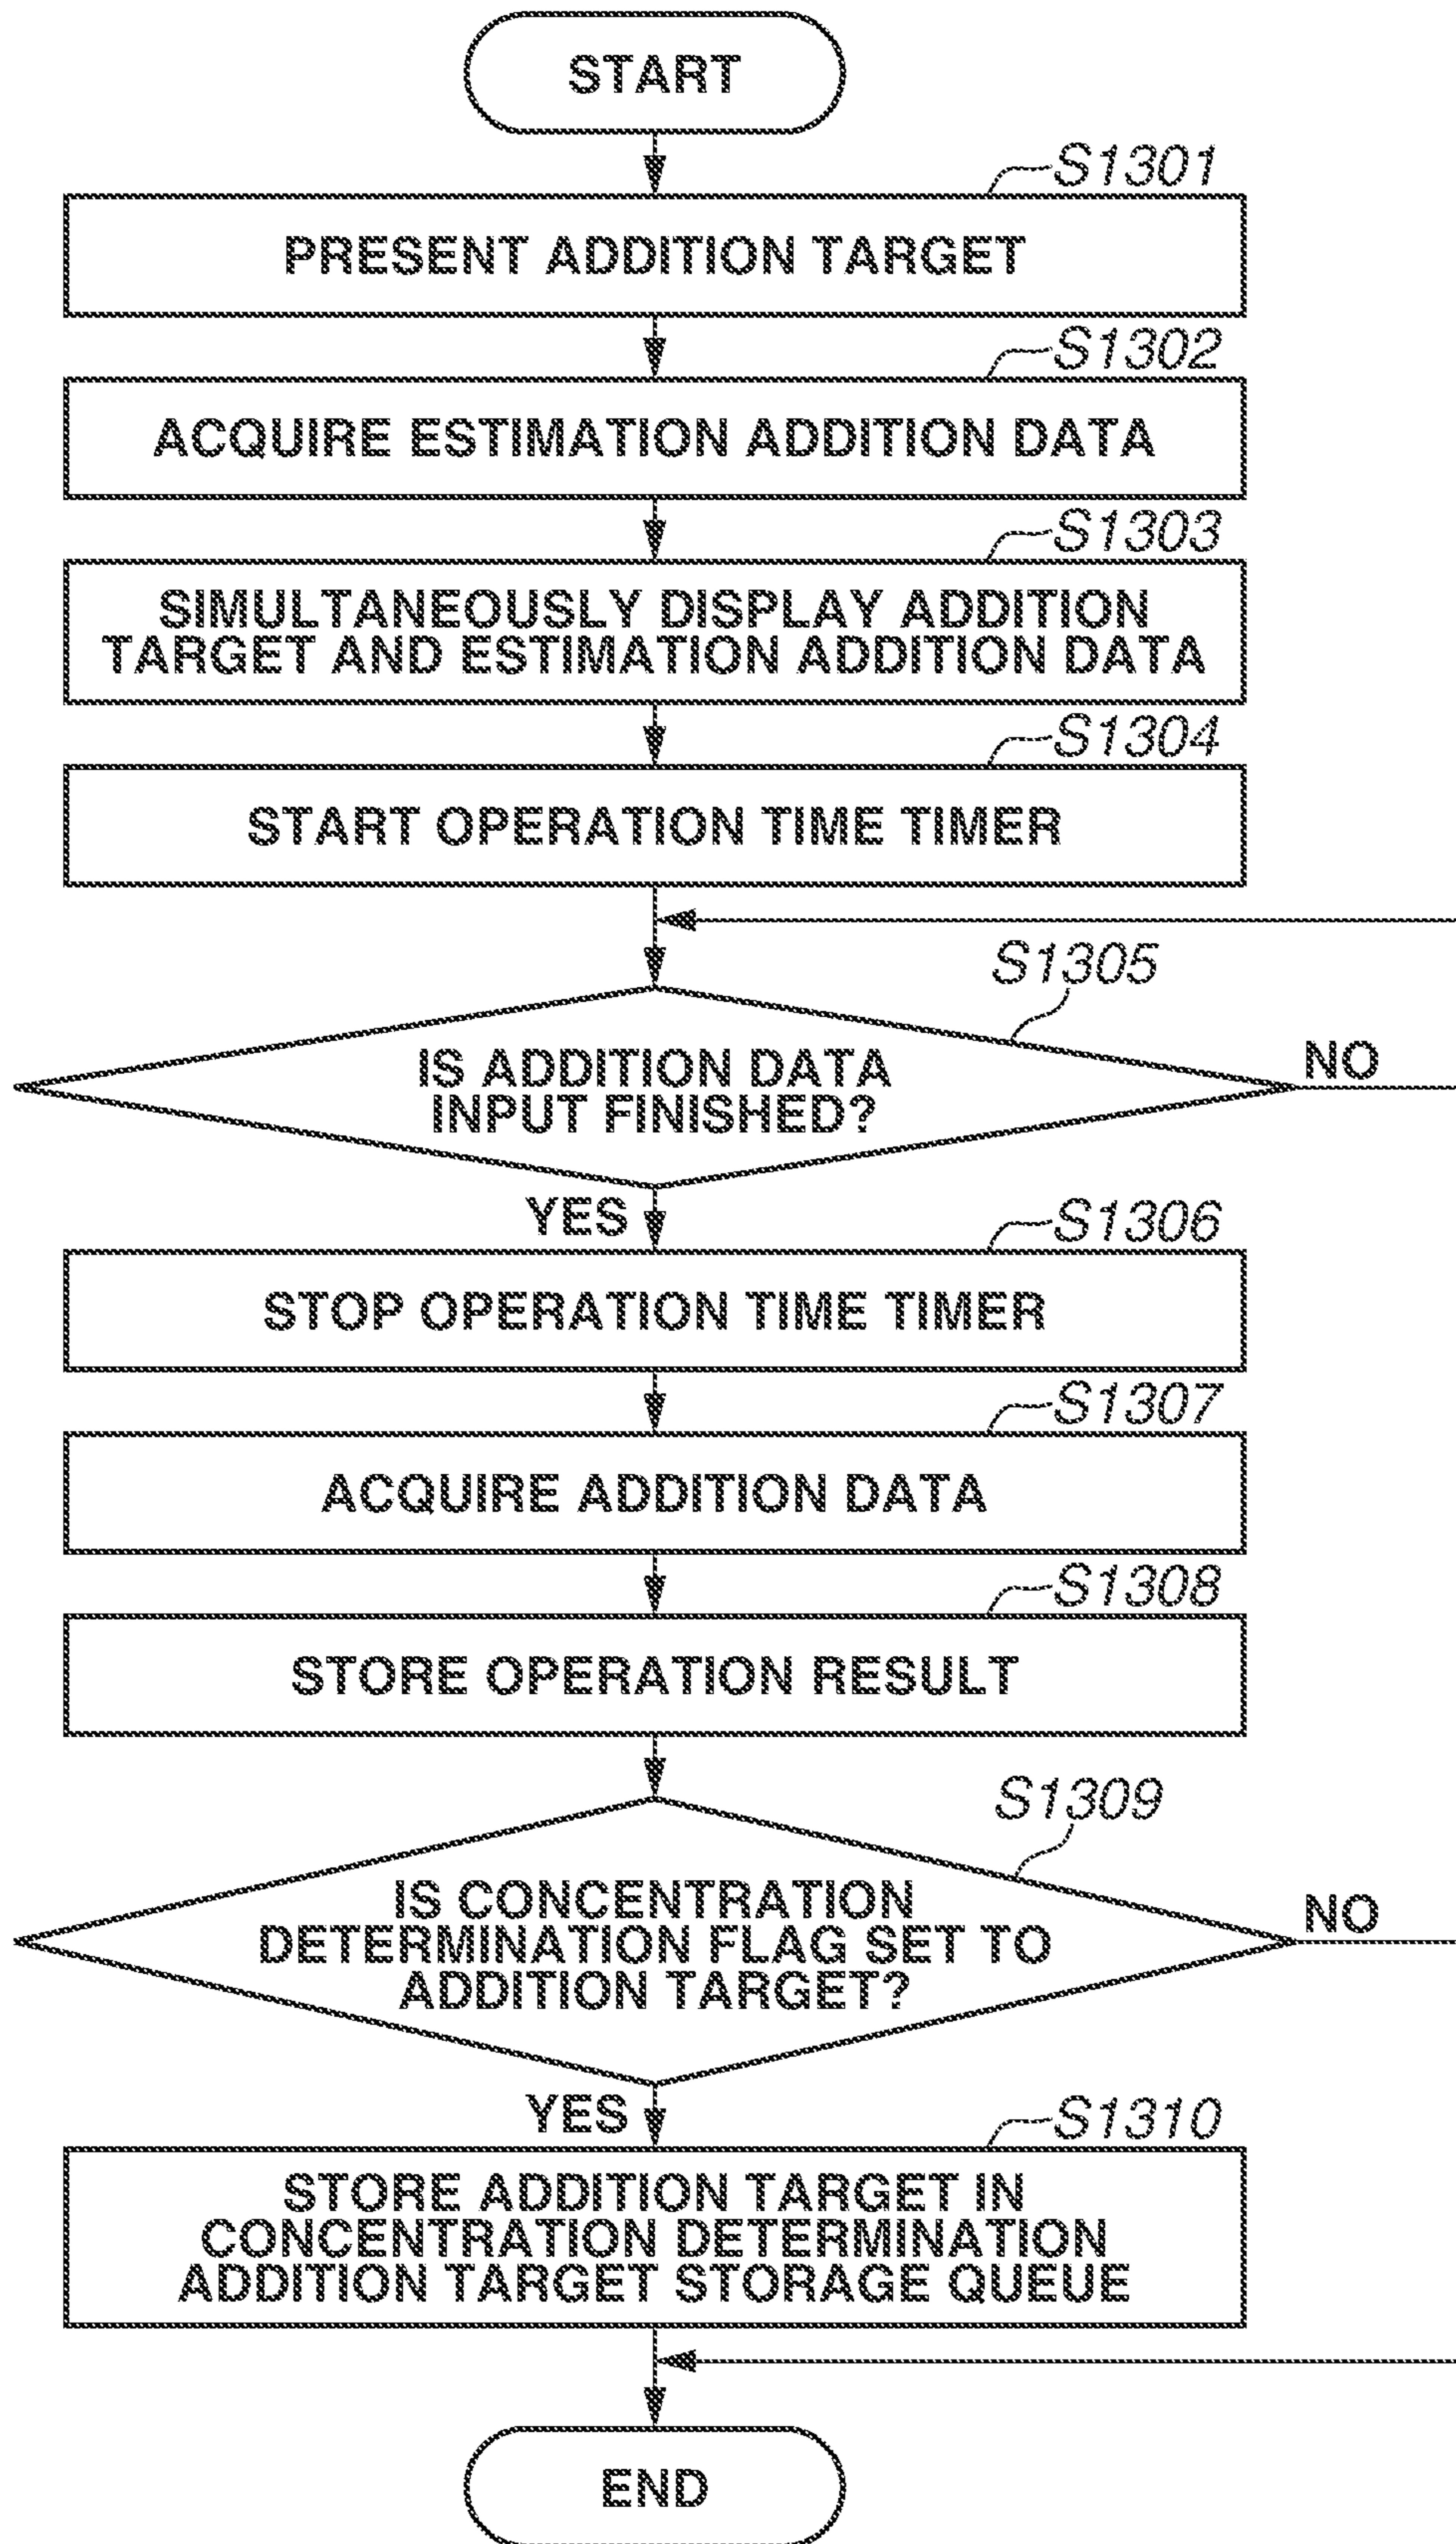 START
S1301
PRESENT ADDITION TARGET
S1302
ACQUIRE ESTIMATION ADDITION DATA
S1303
SIMULTANEOUSLY DISPLAY ADDITION
TARGET AND ESTIMATION ADDITION DATA
S1304
START OPERATION TIME TIMER
S1305
IS ADDITION DATA
INPUT FINISHED?
NO
YES
S1306
STOP OPERATION TIME TIMER
S1307
ACQUIRE ADDITION DATA
S1308
STORE OPERATION RESULT
S1309
IS CONCENTRATION
DETERMINATION FLAG SET TO
ADDITION TARGET?
NO
YES
S1310
STORE ADDITION TARGET IN
CONCENTRATION DETERMINATION
ADDITION TARGET STORAGE QUEUE
END